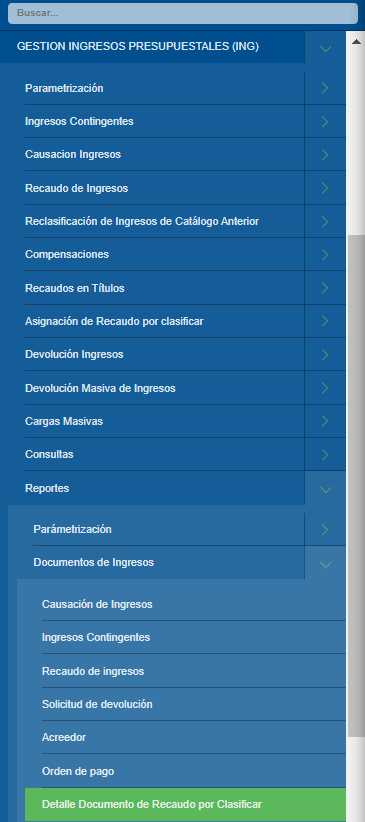 Buscar...
GESTION INGRESOS PRESUPUESTALES (ING)
Parametrización
Ingresos Contingentes
Causacion Ingresos
Recaudo de Ingresos
Reclasificación de Ingresos de Catálogo Anterior
Compensaciones
Recaudos en Títulos
Asignación de Recaudo por clasificar
Devolución Ingresos
Devolución Masiva de Ingresos
Cargas Masivas
Consultas
Reportes
Parámetrización
Documentos de Ingresos
Causación de Ingresos
Ingresos Contingentes
Recaudo de ingresos
Solicitud de devolución
Acreedor
Orden de pago
Detalle Documento de Recaudo por Clasificar